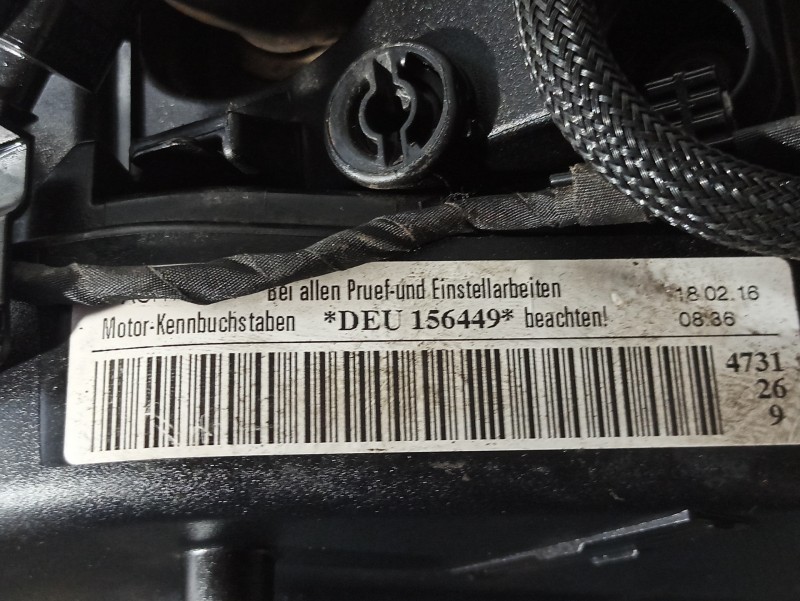 Bei allen Pruef-und Einstellarbeiten
18.02.16
Motor-Kennbuchstaben *DEU 156449* beachten!
08:36
4731
26
9